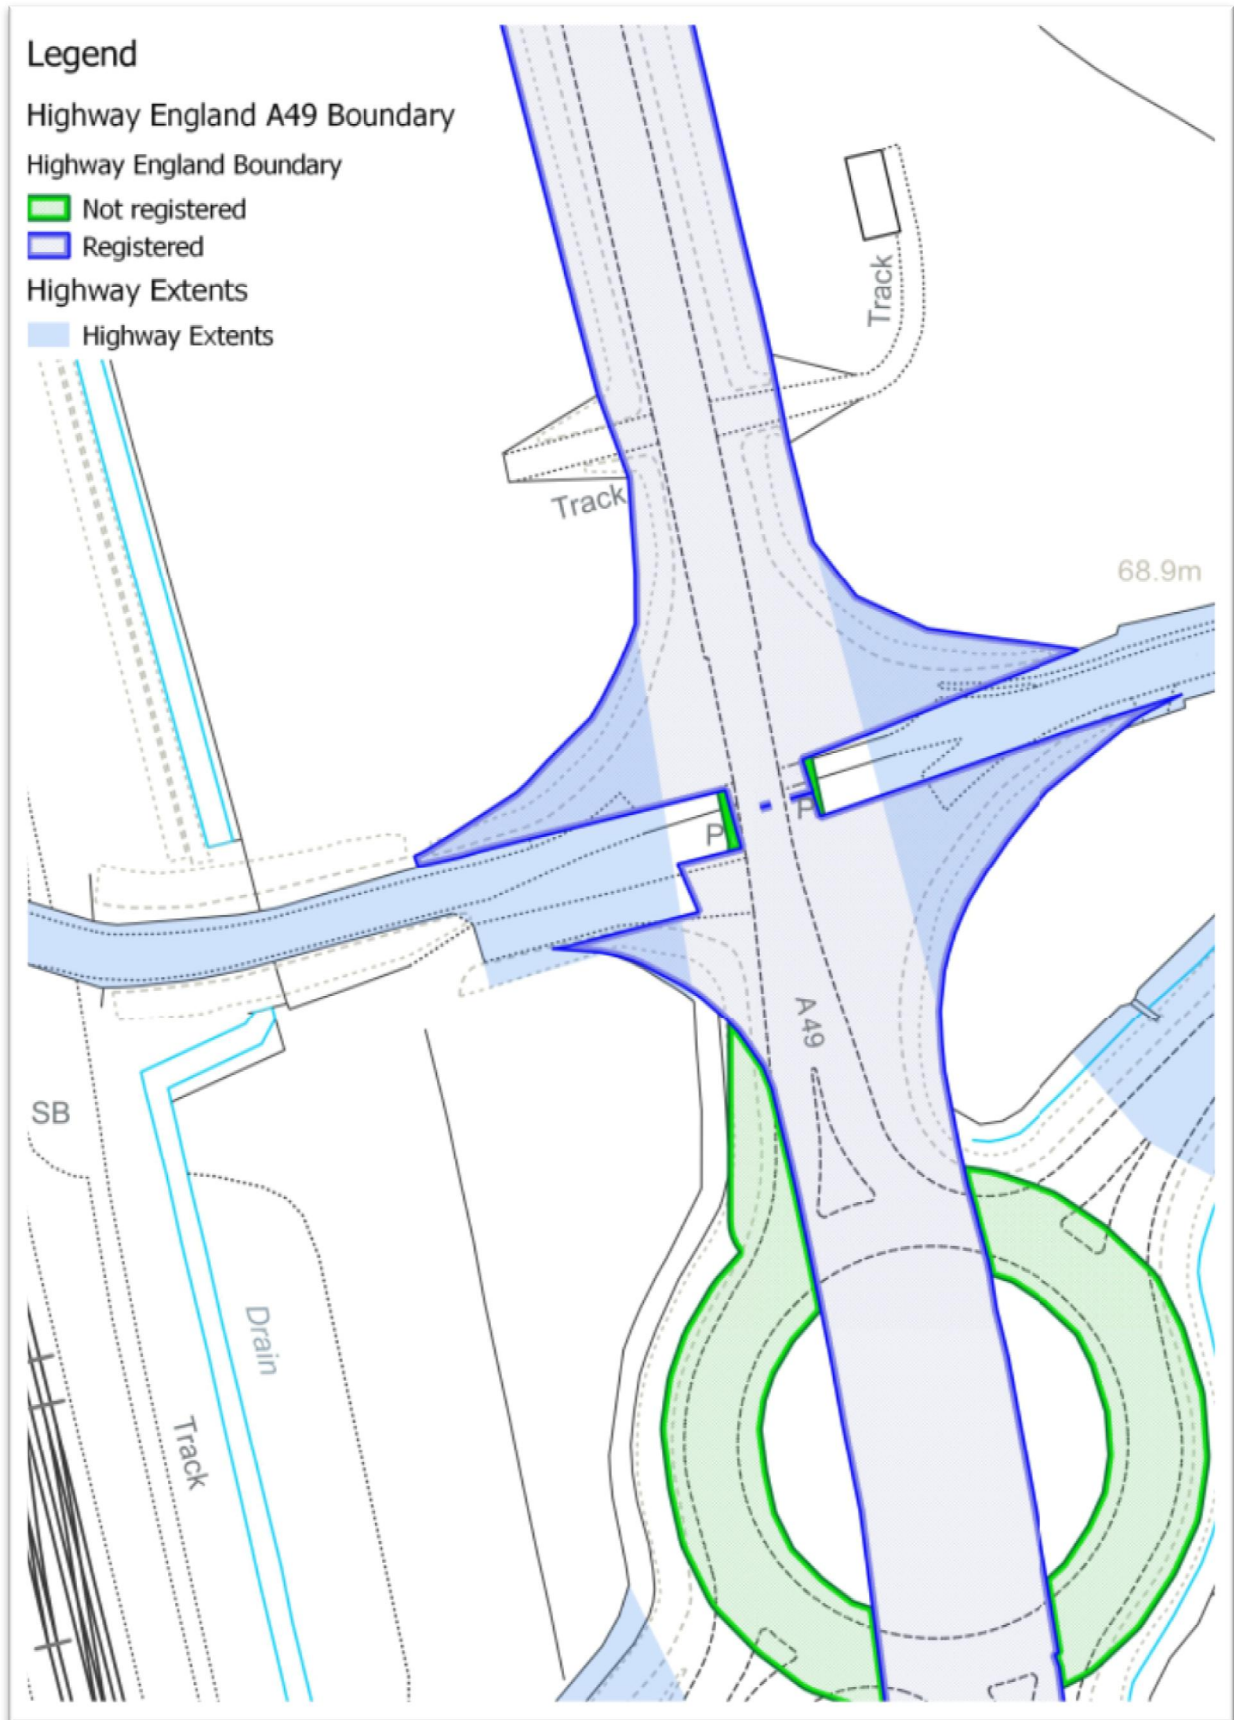 Legend
Highway England A49 Boundary
Highway England Boundary
Not registered
Registered
Highway Extents
Highway Extents
Track
Track
68.9m
P
P
A49
SB
Drain
Track